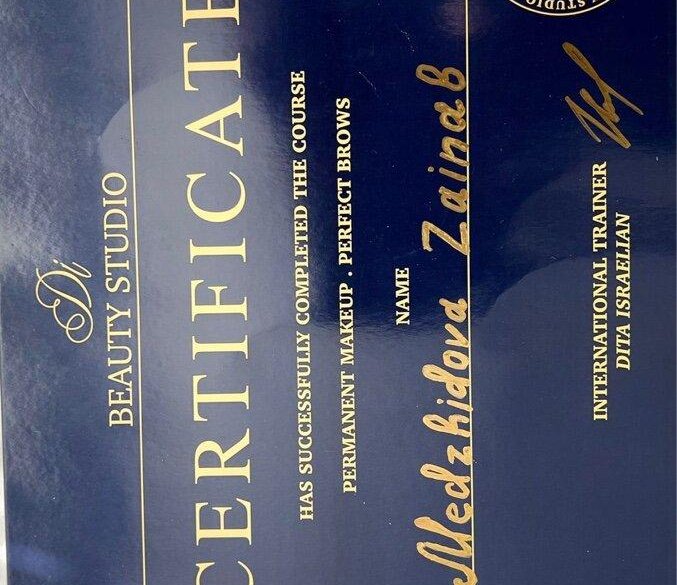 Di
BEAUTY STUDIO
CERTIFICATE
HAS SUCCESSFULLY COMPLETED THE COURSE
PERMANENT MAKEUP . PERFECT BROWS
NAME
Medzhidova Zainab
INTERNATIONAL TRAINER
DITA ISRAELIAN
STUDIO